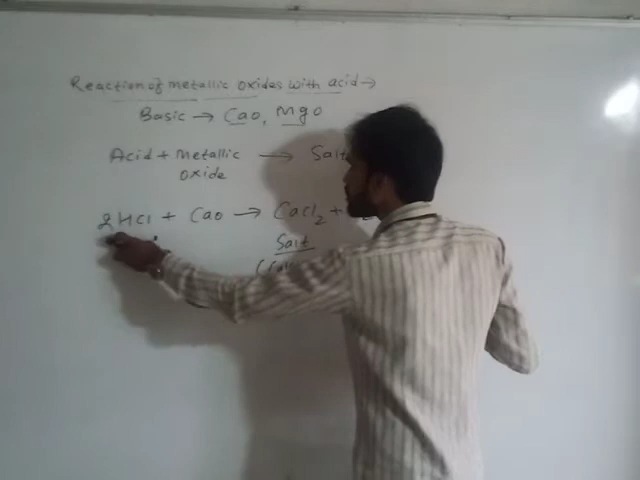 Reaction of metallic oxides with acid →
Basic → Cao, Mgo
Acid + Metallic → Salt
oxide
2HCl + Cao → CaCl2 +
Salt